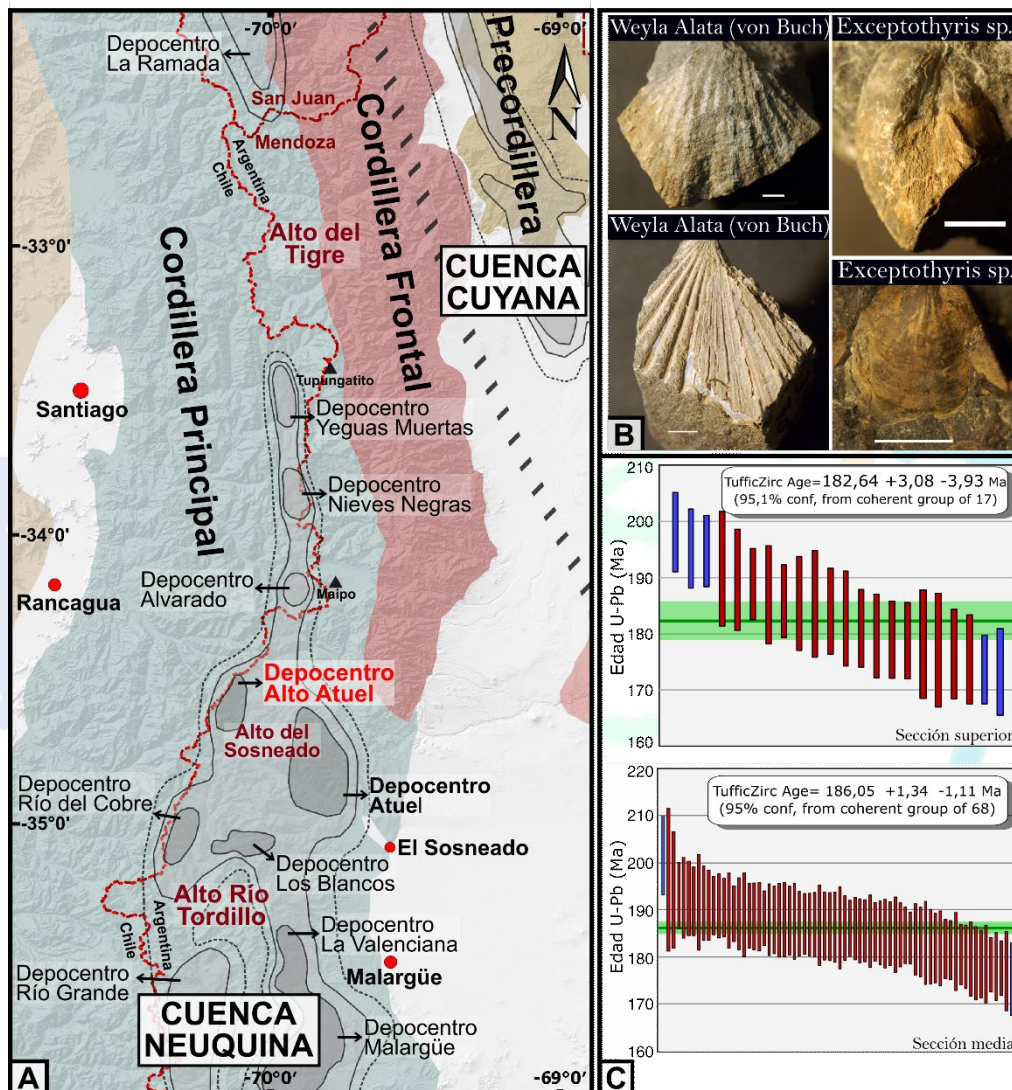 -70°0'
-69°0'
Depocentro
La Ramada
Precordillera
N
San Juan
Mendoza
Argentina
Chile
Cordillera Frontal
Alto del
Tigre
Cordillera Principal
-33°0'
CUENCA
CUYANA
Tupungatito
Santiago
Depocentro
Yeguas Muertas
Depocentro
Nieves Negras
-34°0'
Depocentro
Alvarado
Maipo
Rancagua
Depocentro
Alto Atuel
Alto del
Sosneado
Depocentro
Río del Cobre
Depocentro
Atuel
-35°0'
El Sosneado
Depocentro
Los Blancos
Alto Río
Tordillo
Argentina
Chile
Depocentro
La Valenciana
Depocentro
Río Grande
Malargüe
CUENCA
NEUQUINA
Depocentro
Malargüe
A
-70°0'
-69°0'
Weyla Alata (von Buch)
Exceptothyris sp.
Weyla Alata (von Buch)
Exceptothyris sp.
B
210
200
190
180
170
160
Edad U-Pb (Ma)
TufficZirc Age= 182,64 +3,08 -3,93 Ma
(95,1% conf, from coherent group of 17)
Sección superior
220
210
200
190
180
170
160
Edad U-Pb (Ma)
TufficZirc Age = 186,05 +1,34 -1,11 Ma
(95% conf, from coherent group of 68)
Sección media
C